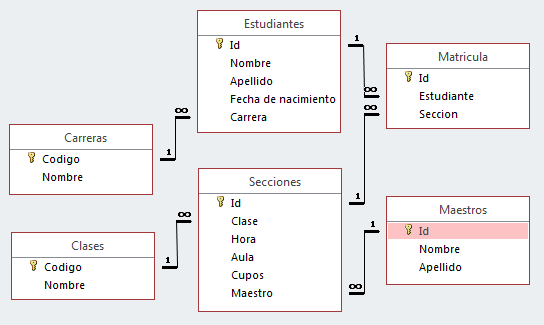 Estudiantes
Id
Nombre
Apellido
Fecha de nacimiento
Carrera
1
∞
Matricula
Id
Estudiante
Seccion
∞
∞
Carreras
Codigo
Nombre
1
Secciones
Id
Clase
Hora
Aula
Cupos
Maestro
1
∞
∞
Maestros
Id
Nombre
Apellido
1
Clases
Codigo
Nombre
1